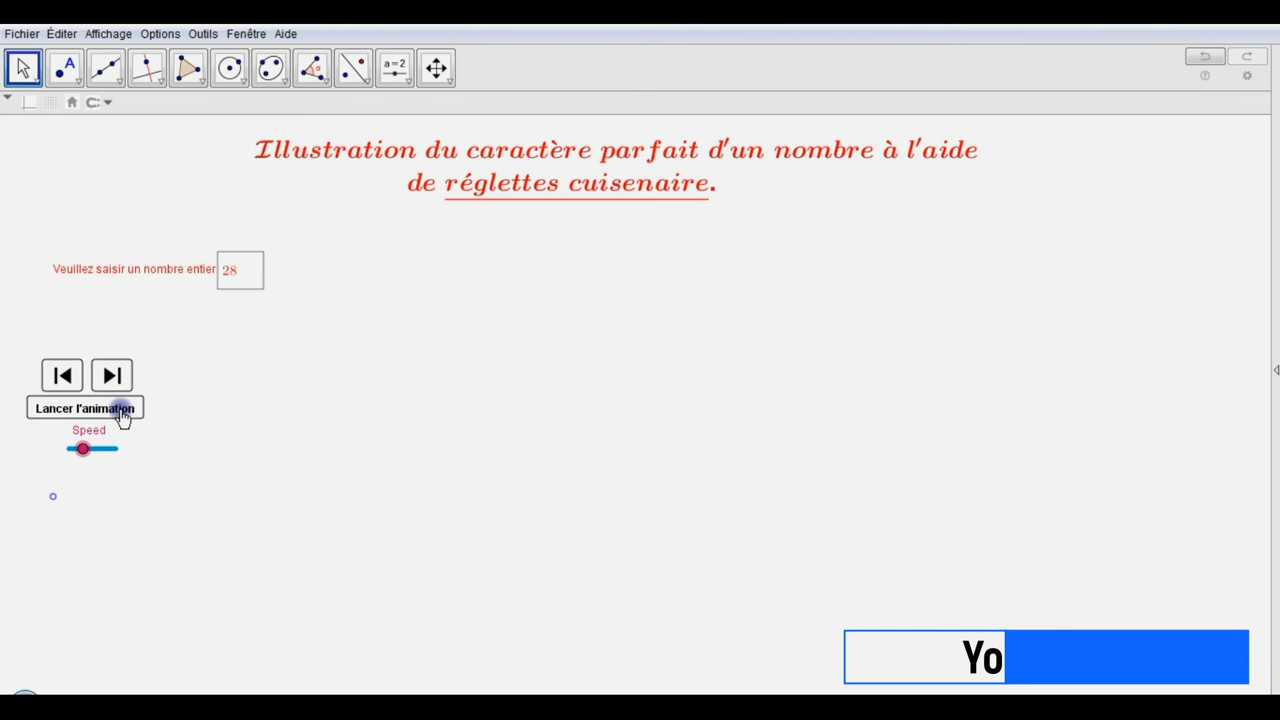 Fichier Éditer Affichage Options Outils Fenêtre Aide
A
a=2
Illustration du caractère parfait d'un nombre à l'aide
de réglettes cuisenaire.
Veuillez saisir un nombre entier 28
Lancer l'animation
Speed
Yo